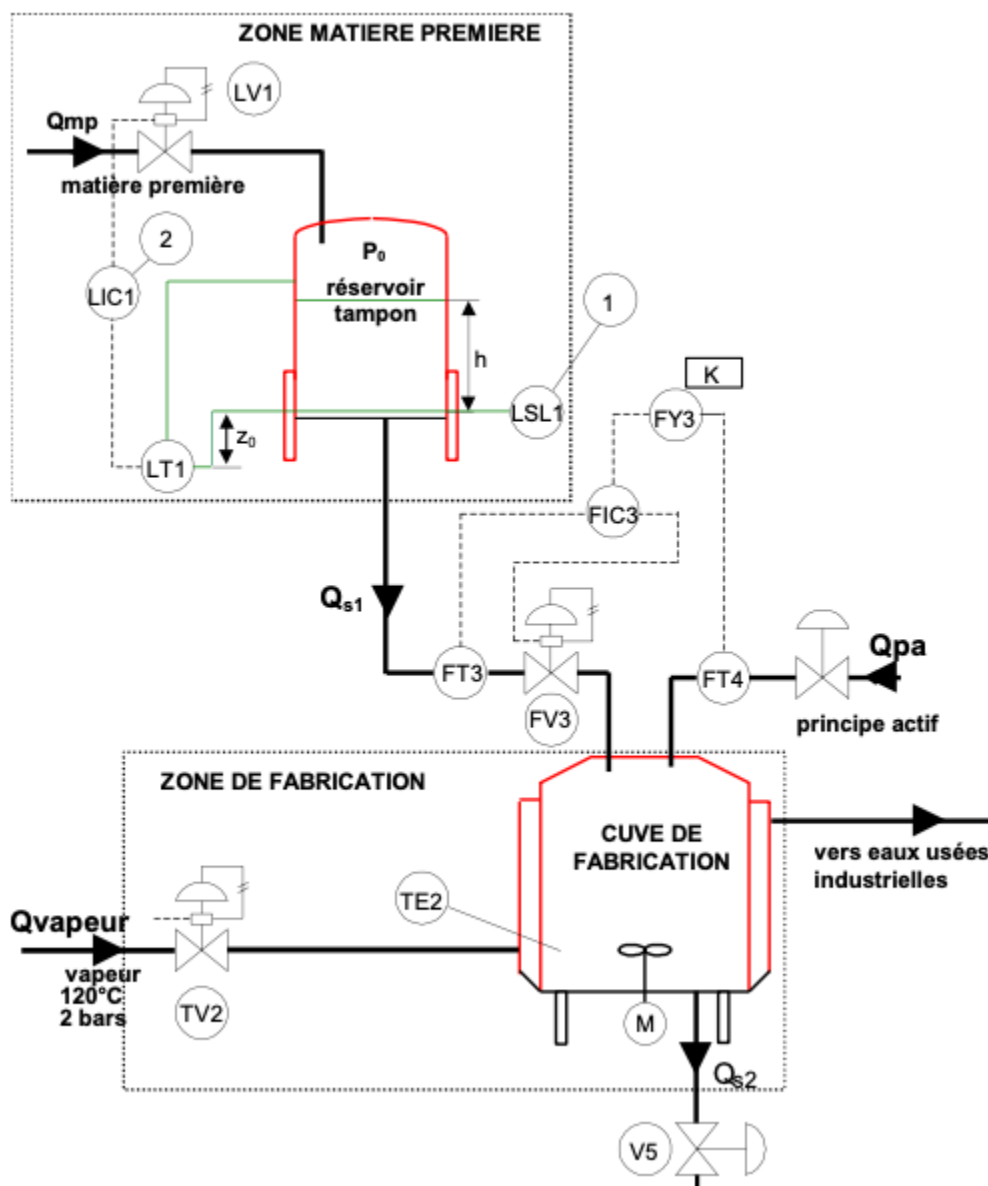 ZONE MATIERE PREMIERE
LV1
Qmp
matière première
2
P₀
LIC1
réservoir
tampon
1
h
K
LSL1
FY3
z₀
LT1
FIC3
Qs1
Qpa
FT3
FT4
FV3
principe actif
ZONE DE FABRICATION
CUVE DE
FABRICATION
vers eaux usées
industrielles
TE2
Qvapeur
vapeur
120°C
2 bars
TV2
M
Qs2
V5